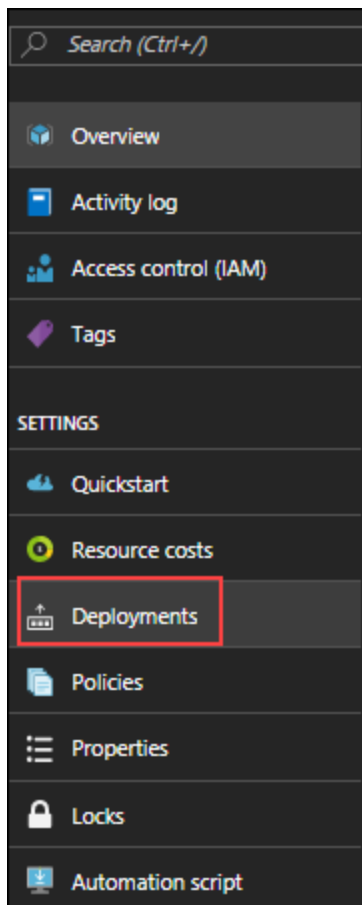 Search (Ctrl+/)
Overview
Activity log
Access control (IAM)
Tags
SETTINGS
Quickstart
Resource costs
Deployments
Policies
Properties
Locks
Automation script